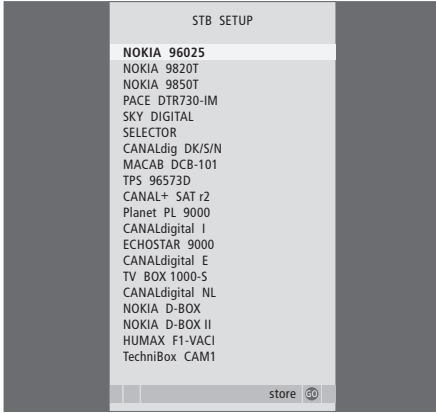 STB SETUP
NOKIA 96025
NOKIA 9820T
NOKIA 9850T
PACE DTR730-IM
SKY DIGITAL
SELECTOR
CANALdig DK/S/N
MACAB DCB-101
TPS 96573D
CANAL+ SAT r2
Planet PL 9000
CANALdigital I
ECHOSTAR 9000
CANALdigital E
TV BOX 1000-S
CANALdigital NL
NOKIA D-BOX
NOKIA D-BOX II
HUMAX F1-VACI
TechniBox CAM1
store GO